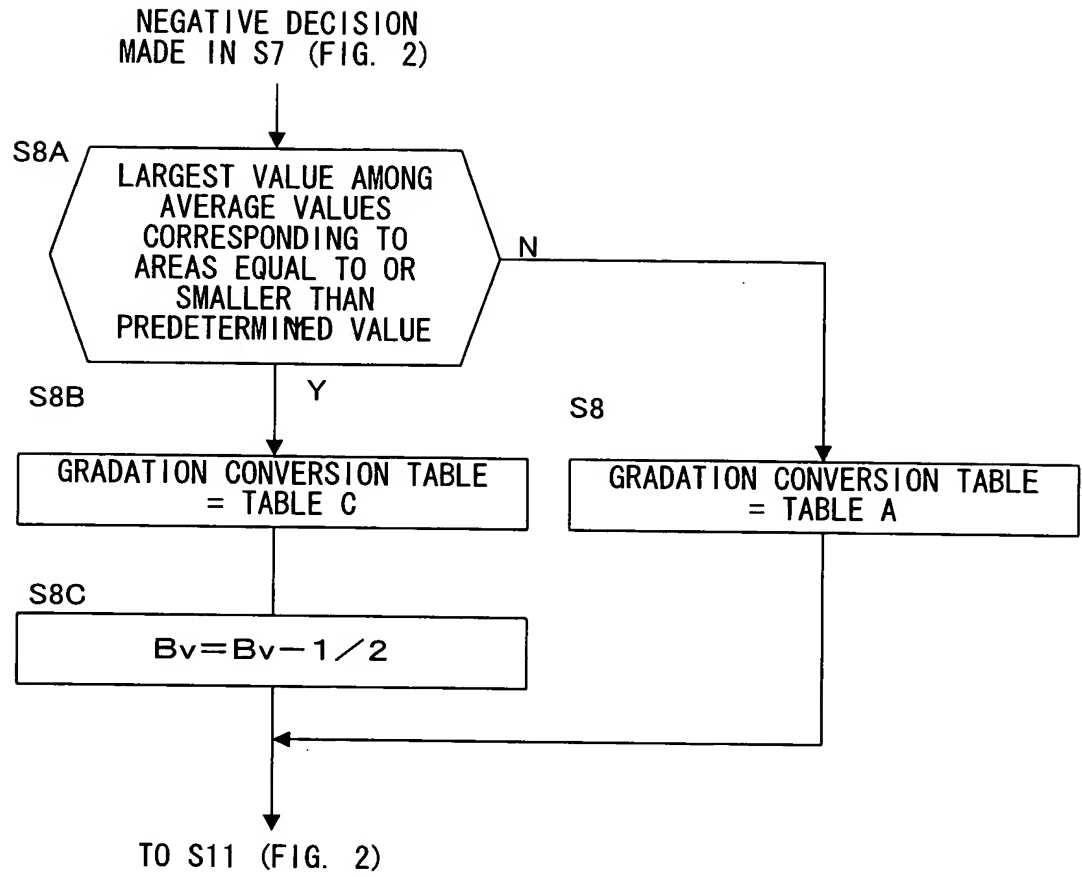 NEGATIVE DECISION
MADE IN S7 (FIG. 2)
S8A
LARGEST VALUE AMONG
AVERAGE VALUES
CORRESPONDING TO
AREAS EQUAL TO OR
SMALLER THAN
PREDETERMINED VALUE
N
Y
S8B
GRADATION CONVERSION TABLE
= TABLE C
S8
GRADATION CONVERSION TABLE
= TABLE A
S8C
Bv=Bv-1/2
TO S11 (FIG. 2)